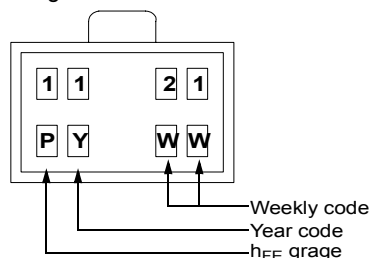 1 1 2 1
P Y W W
Weekly code
Year code
hFE grage